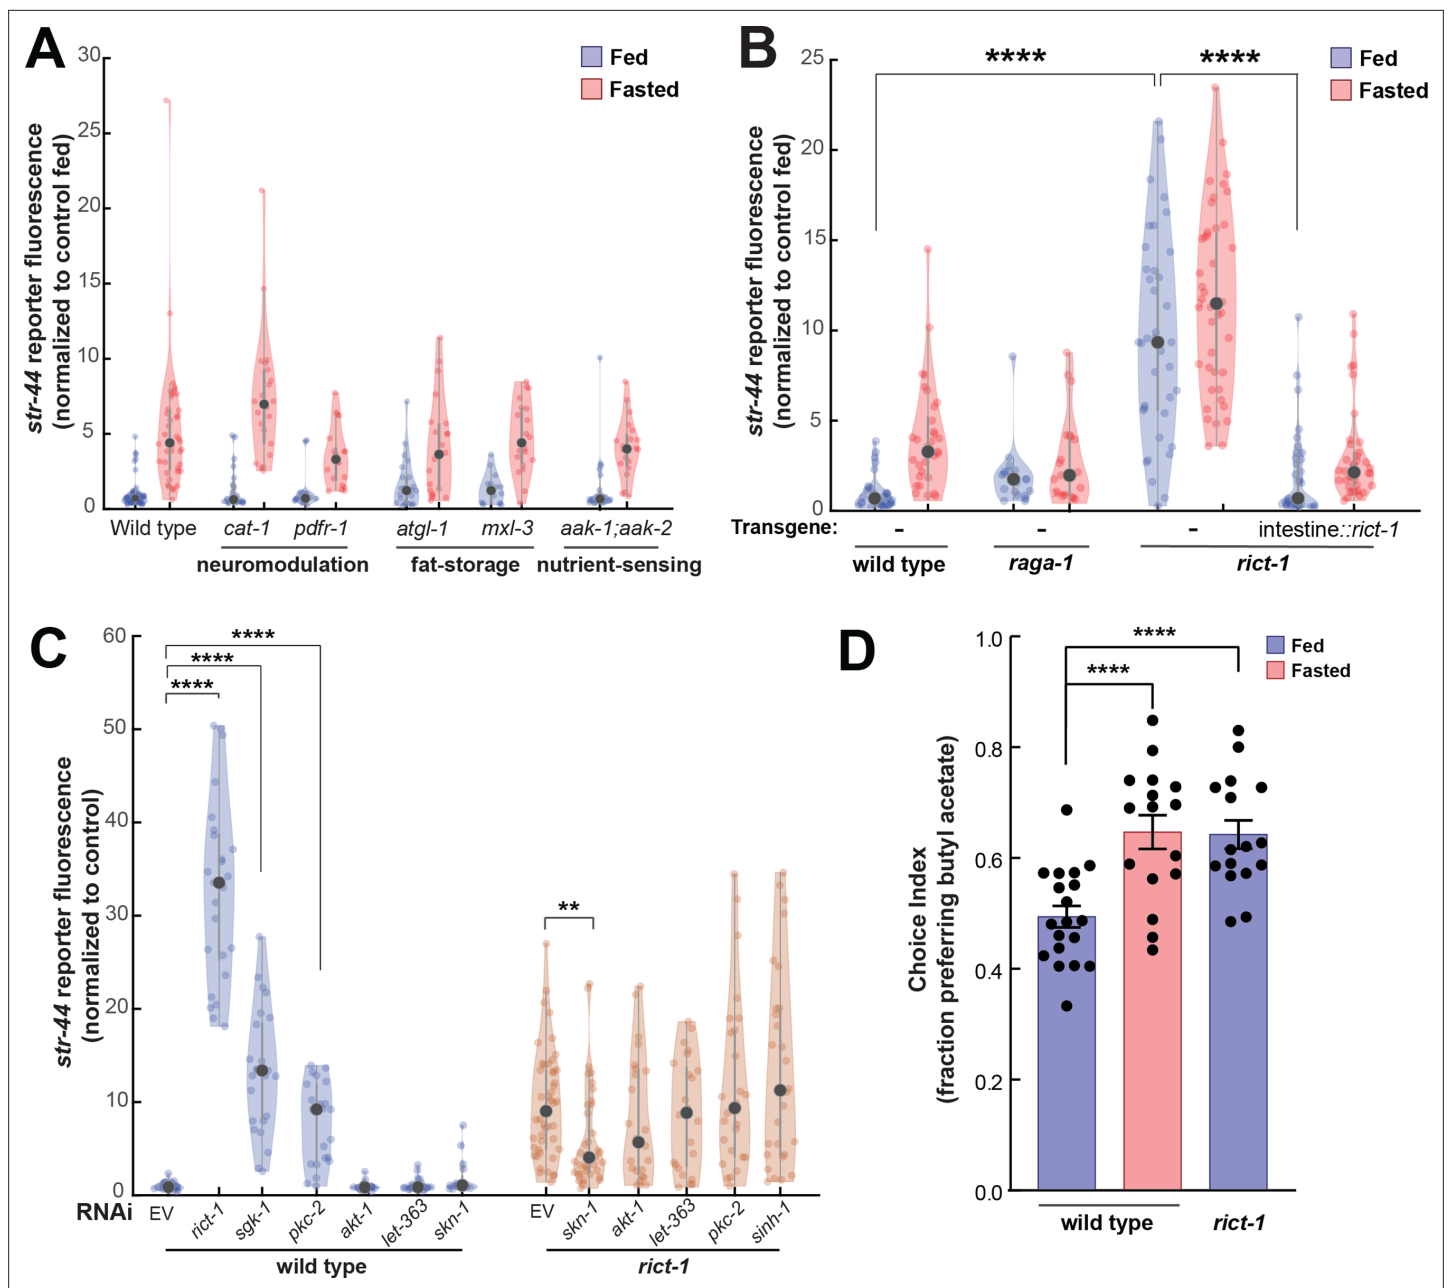 A
30
25
20
15
10
5
0
str-44 reporter fluorescence
(normalized to control fed)
Fed
Fasted
Wild type
cat-1
pdfr-1
atgl-1
mxl-3
aak-1;aak-2
neuromodulation
fat-storage
nutrient-sensing
B
25
20
15
10
5
0
str-44 reporter fluorescence
(normalized to control fed)
****
****
Fed
Fasted
Transgene:
-
-
-
intestine::rict-1
wild type
raga-1
rict-1
C
60
50
40
30
20
10
0
str-44 reporter fluorescence
(normalized to control)
****
****
****
**
RNAi
EV
rict-1
sgk-1
pkc-2
akt-1
let-363
skn-1
EV
skn-1
akt-1
let-363
pkc-2
sinh-1
wild type
rict-1
D
1.0
0.8
0.6
0.4
0.2
0.0
Choice Index
(fraction preferring butyl acetate)
****
****
Fed
Fasted
wild type
rict-1